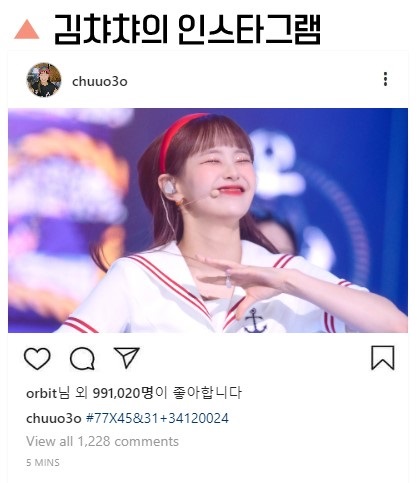 ▲ 김챠챠의 인스타그램
chuuo3o
orbit님 외 991,020명이 좋아합니다
chuuo3o #77X45&31+34120024
View all 1,228 comments
5 MINS